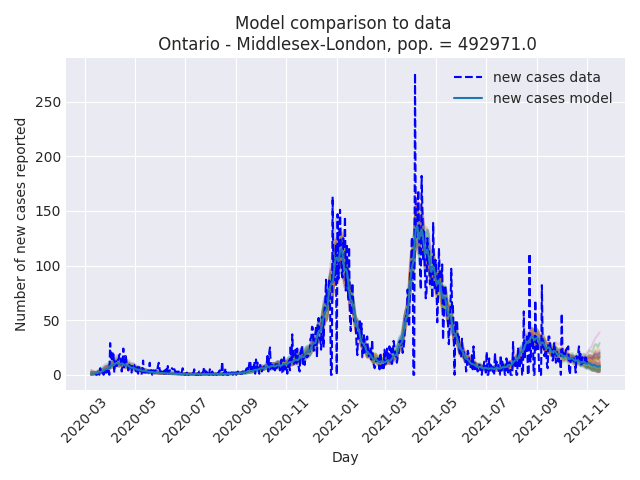 Model comparison to data
Ontario - Middlesex-London, pop. = 492971.0
new cases data
new cases model
Number of new cases reported
250
200
150
100
50
0
2020-03
2020-05
2020-07
2020-09
2020-11
2021-01
2021-03
2021-05
2021-07
2021-09
2021-11
Day